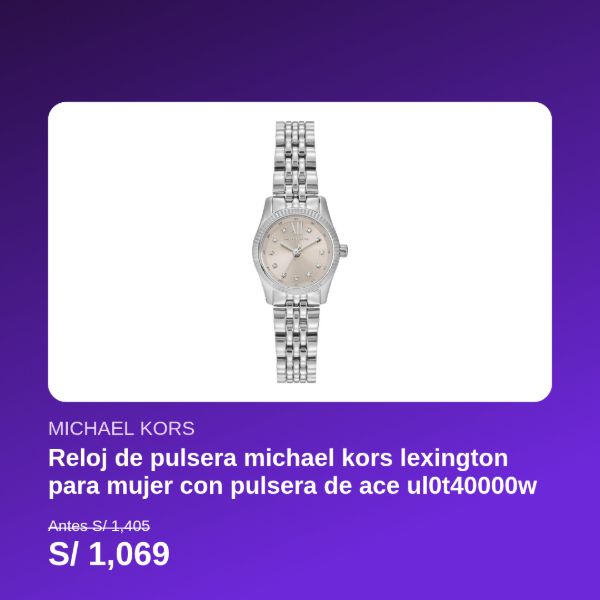 MICHAEL KORS
Reloj de pulsera michael kors lexington
para mujer con pulsera de ace ul0t40000w
Antes S/ 1,405
S/ 1,069